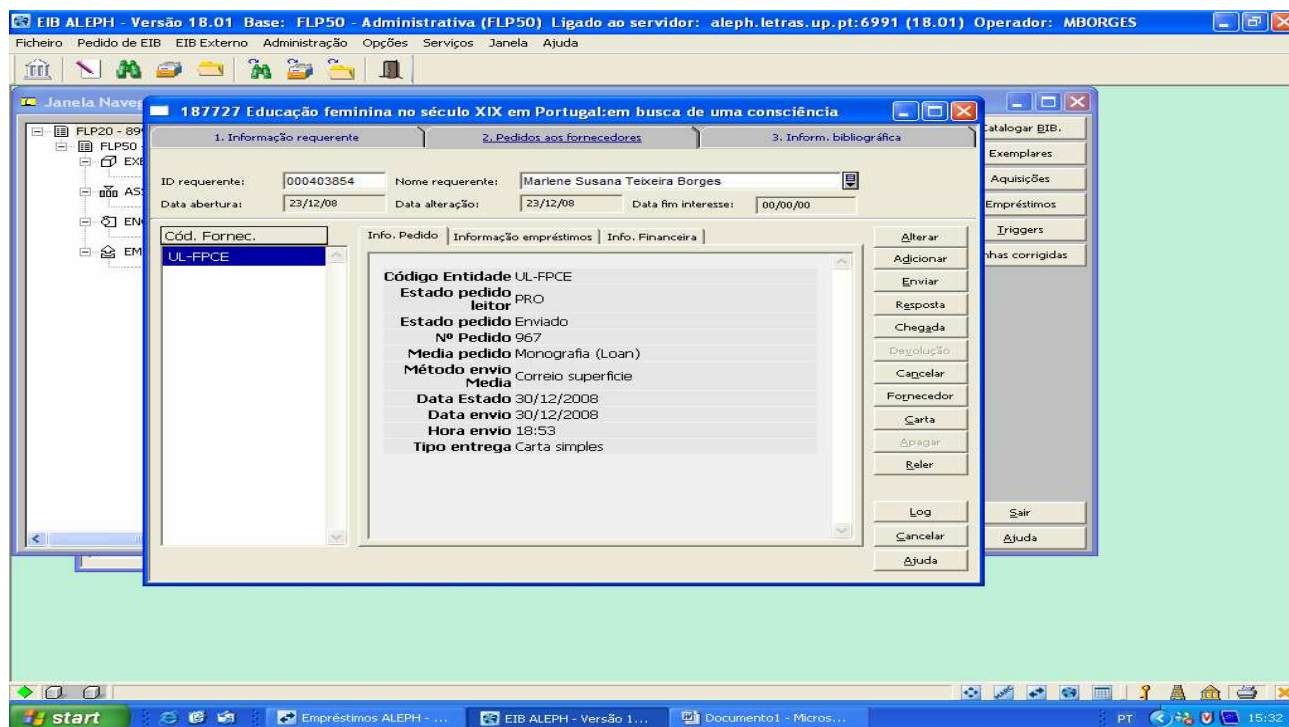 EIB ALEPH - Versão 18.01 Base: FLP50 - Administrativa (FLP50) Ligado ao servidor: aleph.letras.up.pt:6991 (18.01) Operador: MBORGES
Ficheiro Pedido de EIB EIB Externo Administração Opções Serviços Janela Ajuda
Janela Naveg
187727 Educação feminina no século XIX em Portugal:em busca de uma consciência
FLP20 - 89
FLP50
EXE
AS
EN
EM
1. Informação requerente
2. Pedidos aos fornecedores
3. Inform. bibliográfica
ID requerente: 000403854 Nome requerente: Marlene Susana Teixeira Borges
Data abertura: 23/12/08 Data alteração: 23/12/08 Data fim interesse: 00/00/00
Cód. Fornec.
UL-FPCE
Info. Pedido Informação empréstimos Info. Financeira
Código Entidade UL-FPCE
Estado pedido leitor PRO
Estado pedido Enviado
Nº Pedido 967
Media pedido Monografia (Loan)
Método envio Media Correio superficie
Data Estado 30/12/2008
Data envio 30/12/2008
Hora envio 18:53
Tipo entrega Carta simples
Alterar
Adicionar
Enviar
Resposta
Chegada
Devolução
Cancelar
Fornecedor
Carta
Apagar
Reler
Log
Cancelar
Ajuda
Catalogar BIB.
Exemplares
Aquisições
Empréstimos
Triggers
nhas corrigidas
Sair
Ajuda
start Empréstimos ALEPH - ... EIB ALEPH - Versão 1... Documento1 - Micros... PT 15:32